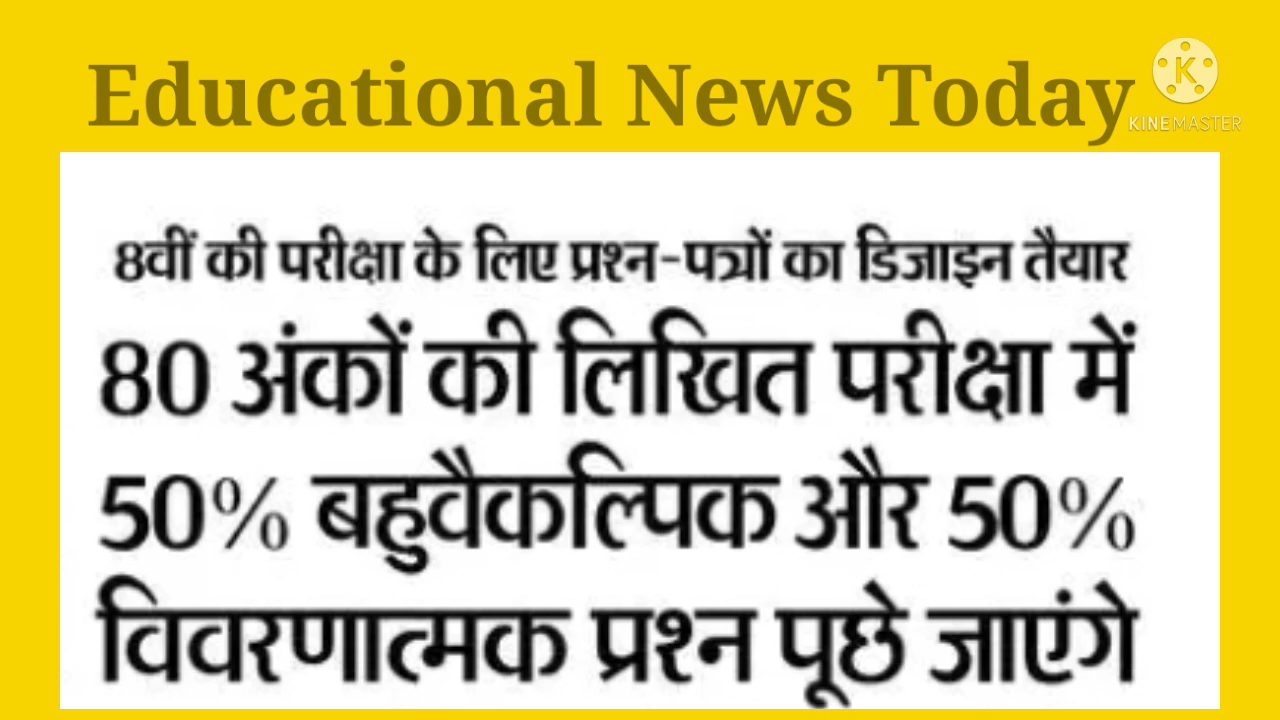 Educational News Today
K
KINEMASTER
8वीं की परीक्षा के लिए प्रश्न-पत्रों का डिजाइन तैयार
80 अंकों की लिखित परीक्षा में
50% बहुवैकल्पिक और 50%
विवरणात्मक प्रश्न पूछे जाएंगे